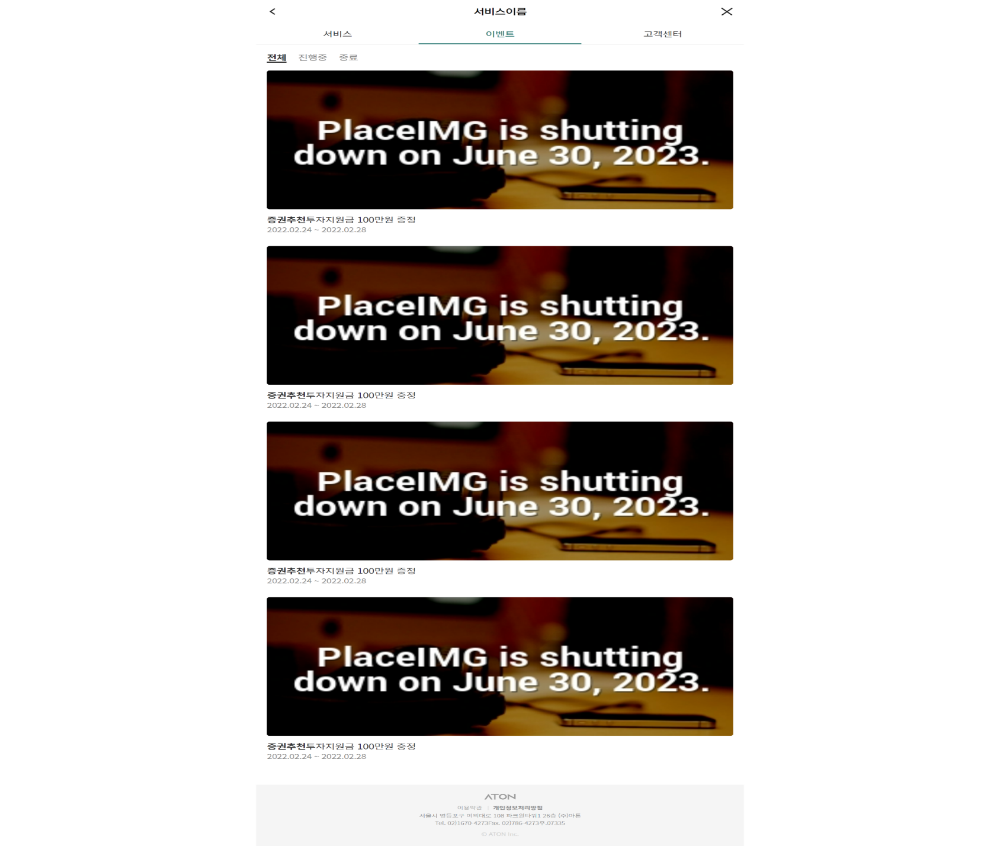 서비스이름
서비스 이벤트 고객센터
전체 진행중 종료
PlaceIMG is shutting
down on June 30, 2023.
증권추천투자지원금 100만원 증정
2022.02.24 ~ 2022.02.28
PlaceIMG is shutting
down on June 30, 2023.
증권추천투자지원금 100만원 증정
2022.02.24 ~ 2022.02.28
PlaceIMG is shutting
down on June 30, 2023.
증권추천투자지원금 100만원 증정
2022.02.24 ~ 2022.02.28
PlaceIMG is shutting
down on June 30, 2023.
증권추천투자지원금 100만원 증정
2022.02.24 ~ 2022.02.28
ATON
이용약관 | 개인정보처리방침
서울시 영등포구 여의대로 108 파크원타워1 26층 (주)아톤
Tel. 02)1670-4273Fax. 02)786-4273우.07335
© ATON Inc.